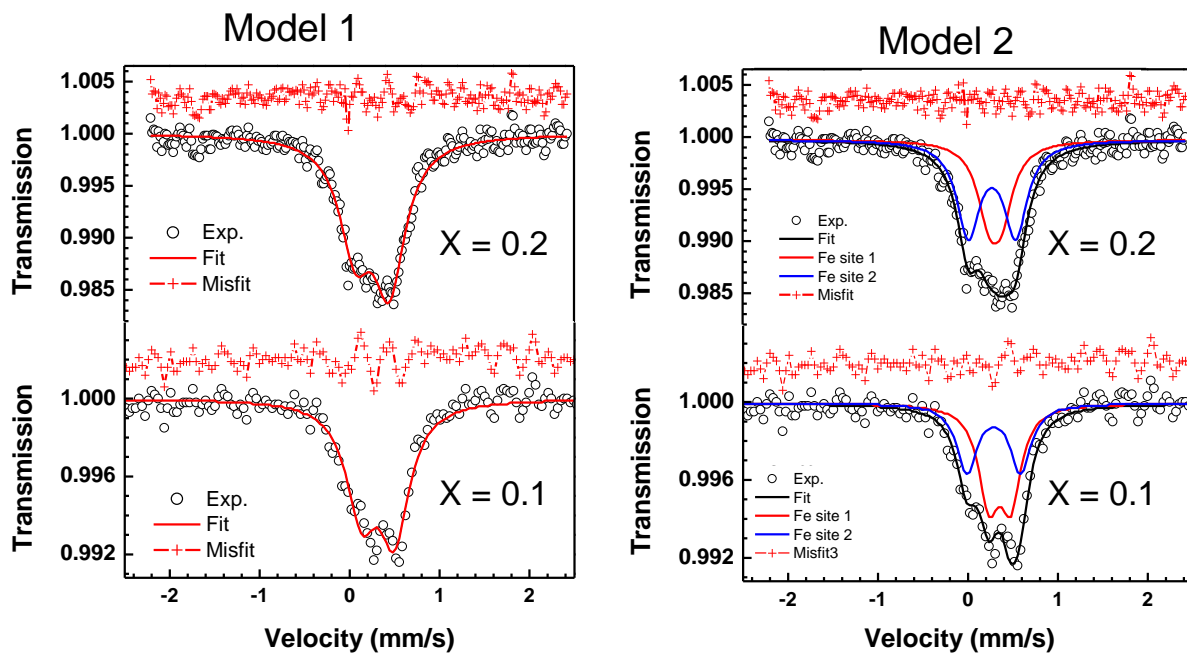 Model 1
Model 2
1.005
1.000
0.995
0.990
0.985
Transmission
Exp.
Fit
Misfit
X = 0.2
1.000
0.996
0.992
Transmission
Exp.
Fit
Misfit
X = 0.1
-2
-1
0
1
2
Velocity (mm/s)
1.005
1.000
0.995
0.990
0.985
Transmission
Exp.
Fit
Fe site 1
Fe site 2
Misfit
X = 0.2
1.000
0.996
0.992
Transmission
Exp.
Fit
Fe site 1
Fe site 2
Misfit3
X = 0.1
-2
-1
0
1
2
Velocity (mm/s)